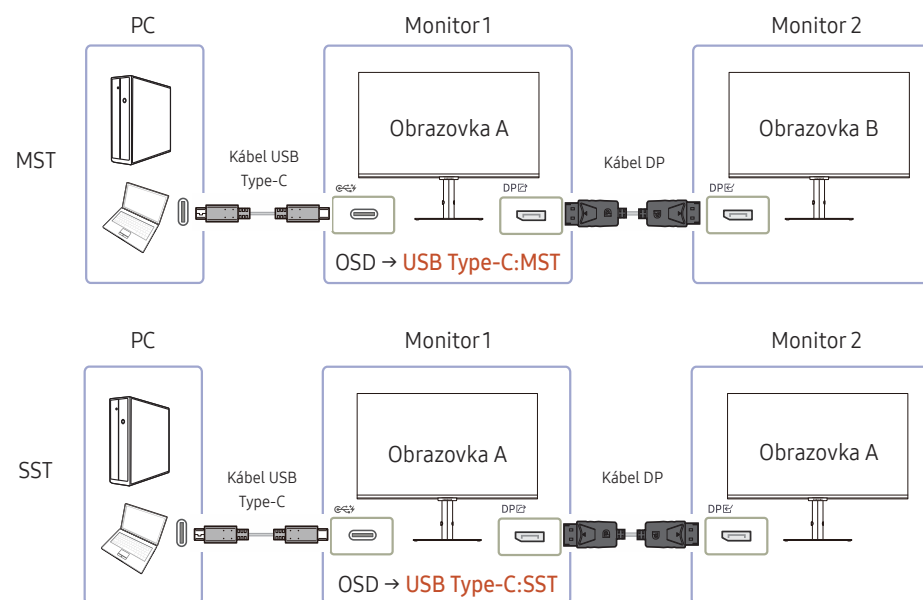 PC
Monitor 1
Monitor 2
MST
Kábel USB
Type-C
Obrazovka A
DP
OSD → USB Type-C:MST
Kábel DP
Obrazovka B
DP
PC
Monitor 1
Monitor 2
SST
Kábel USB
Type-C
Obrazovka A
DP
OSD → USB Type-C:SST
Kábel DP
Obrazovka A
DP